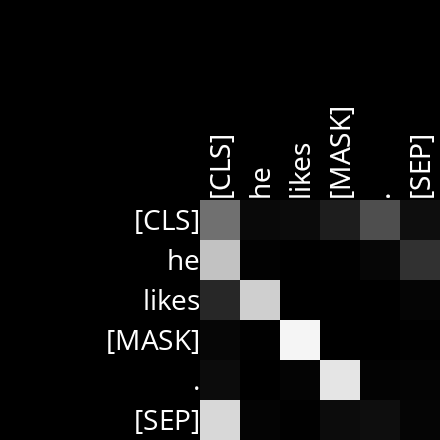 [CLS]
he
likes
[MASK]
.
[SEP]
[CLS]
he
likes
[MASK]
.
[SEP]